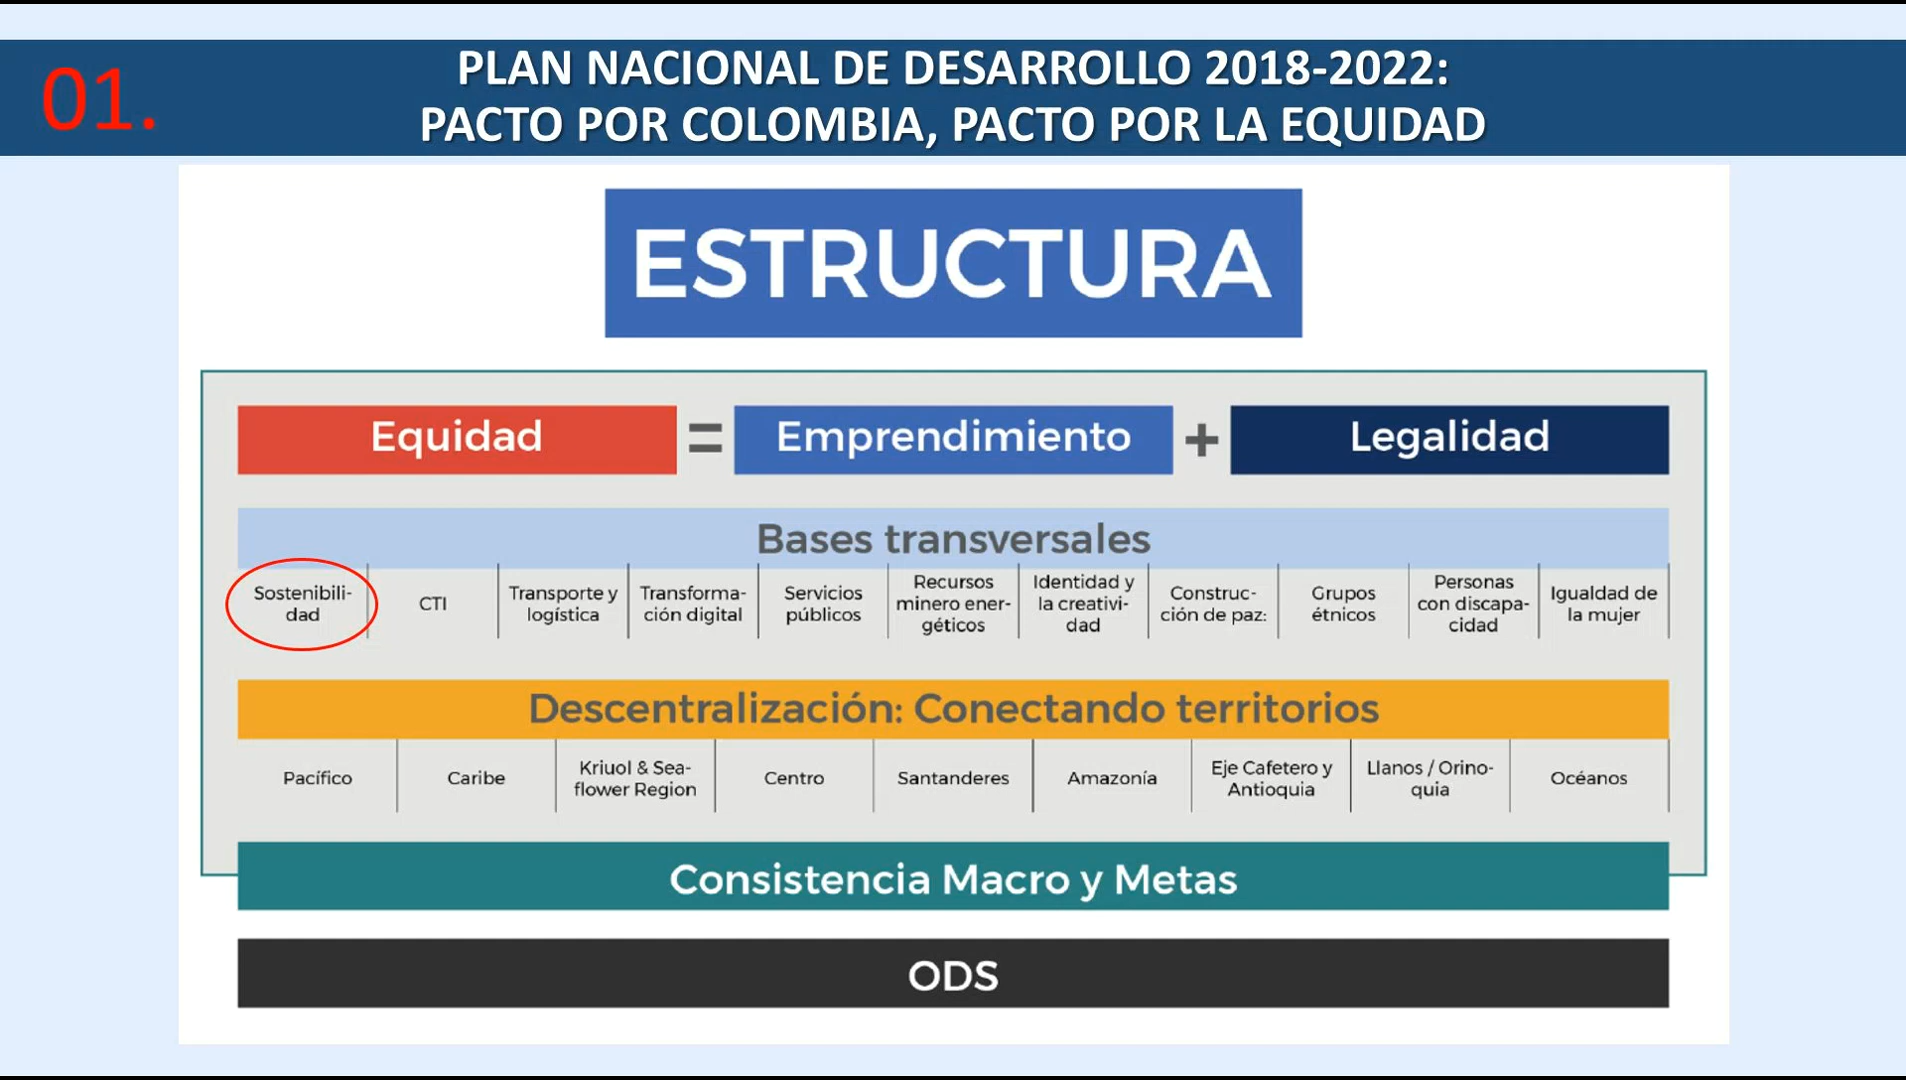 01.
PLAN NACIONAL DE DESARROLLO 2018-2022:
PACTO POR COLOMBIA, PACTO POR LA EQUIDAD
ESTRUCTURA
Equidad = Emprendimiento + Legalidad
Bases transversales
Sostenibili-
dad
CTI
Transporte y
logística
Transforma-
ción digital
Servicios
públicos
Recursos
minero ener-
géticos
Identidad y
la creativi-
dad
Construc-
ción de paz:
Grupos
étnicos
Personas
con discapa-
cidad
Igualdad de
la mujer
Descentralización: Conectando territorios
Pacífico
Caribe
Kriuol & Sea-
flower Region
Centro
Santanderes
Amazonía
Eje Cafetero y
Antioquia
Llanos / Orino-
quia
Océanos
Consistencia Macro y Metas
ODS